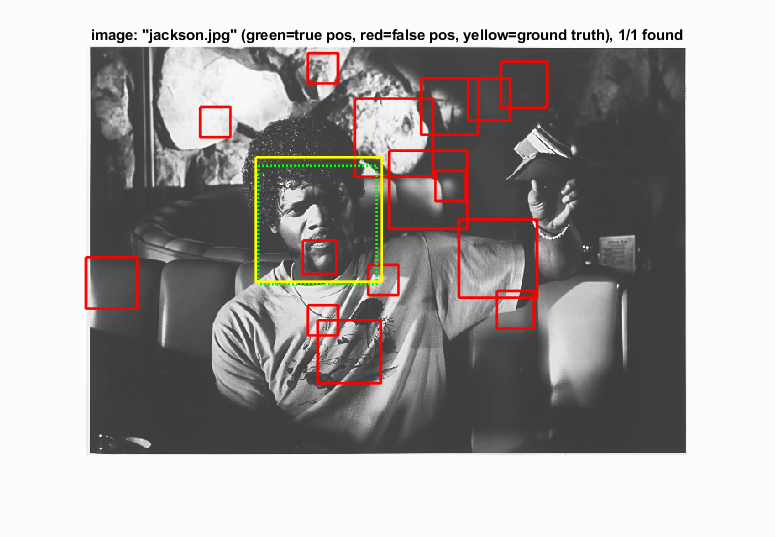 image: "jackson.jpg" (green=true pos, red=false pos, yellow=ground truth), 1/1 found